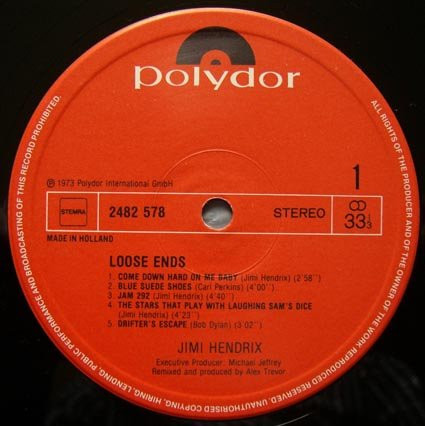 polydor
ALL RIGHTS OF THE PRODUCER AND OF THE OWNER OF THE WORK REPRODUCED RESERVED. UNAUTHORISED COPYING, HIRING, LENDING, PUBLIC PERFORMANCE AND BROADCASTING OF THIS RECORD PROHIBITED.
℗ 1973 Polydor International GmbH
1
STEMRA 2482 578 STEREO 33⅓
MADE IN HOLLAND
LOOSE ENDS
1. COME DOWN HARD ON ME BABY (Jimi Hendrix) (2'58'')
2. BLUE SUEDE SHOES (Carl Perkins) (4'00'')
3. JAM 292 (Jimi Hendrix) (4'40'')
4. THE STARS THAT PLAY WITH LAUGHING SAM'S DICE
(Jimi Hendrix) (4'23'')
5. DRIFTER'S ESCAPE (Bob Dylan) (3'02'')
JIMI HENDRIX
Executive Producer: Michael Jeffrey
Remixed and produced by Alex Trevor